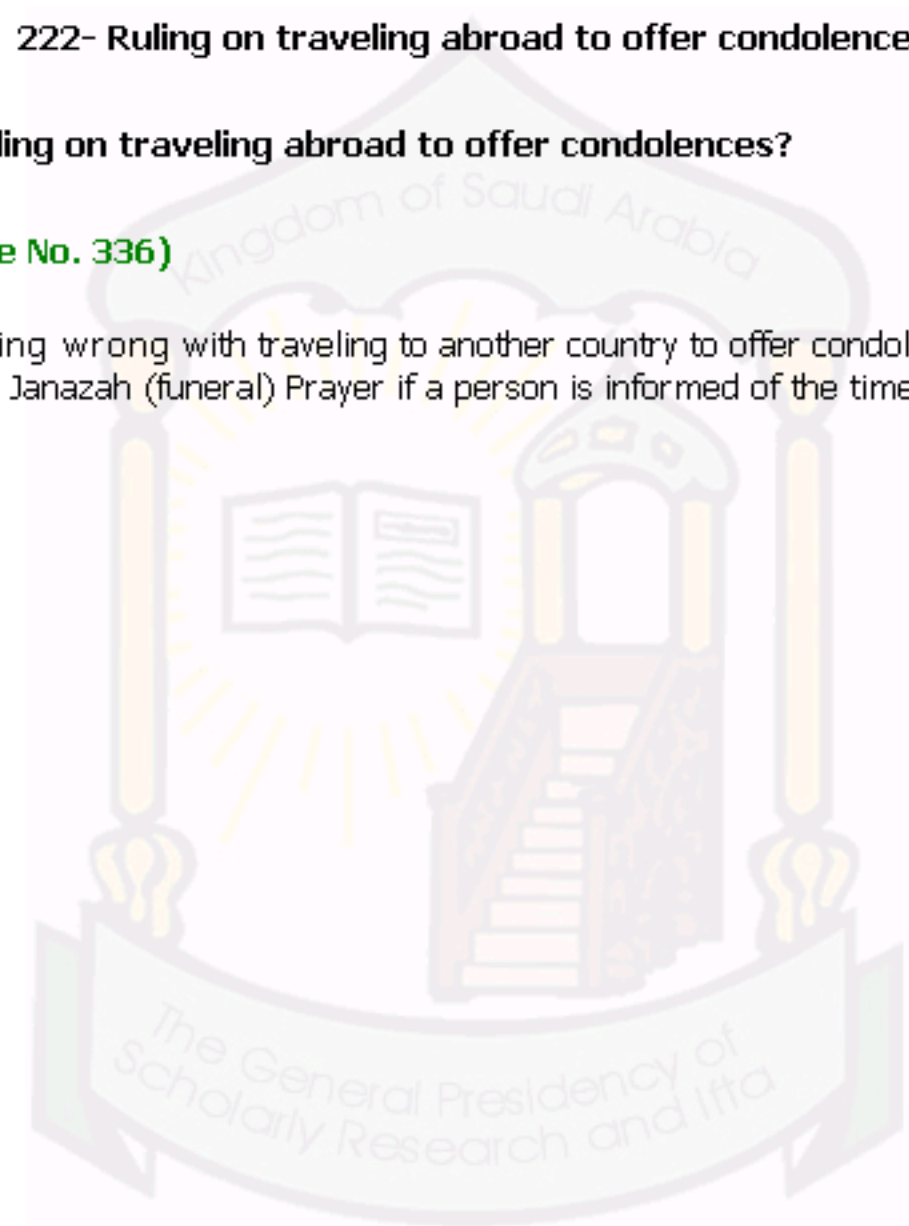 222- Ruling on traveling abroad to offer condolence
ling on traveling abroad to offer condolences?
e No. 336)
ing wrong with traveling to another country to offer condol
Janazah (funeral) Prayer if a person is informed of the time
Kingdom of Saudi Arabia
The General Presidency of
Scholarly Research and Ifta